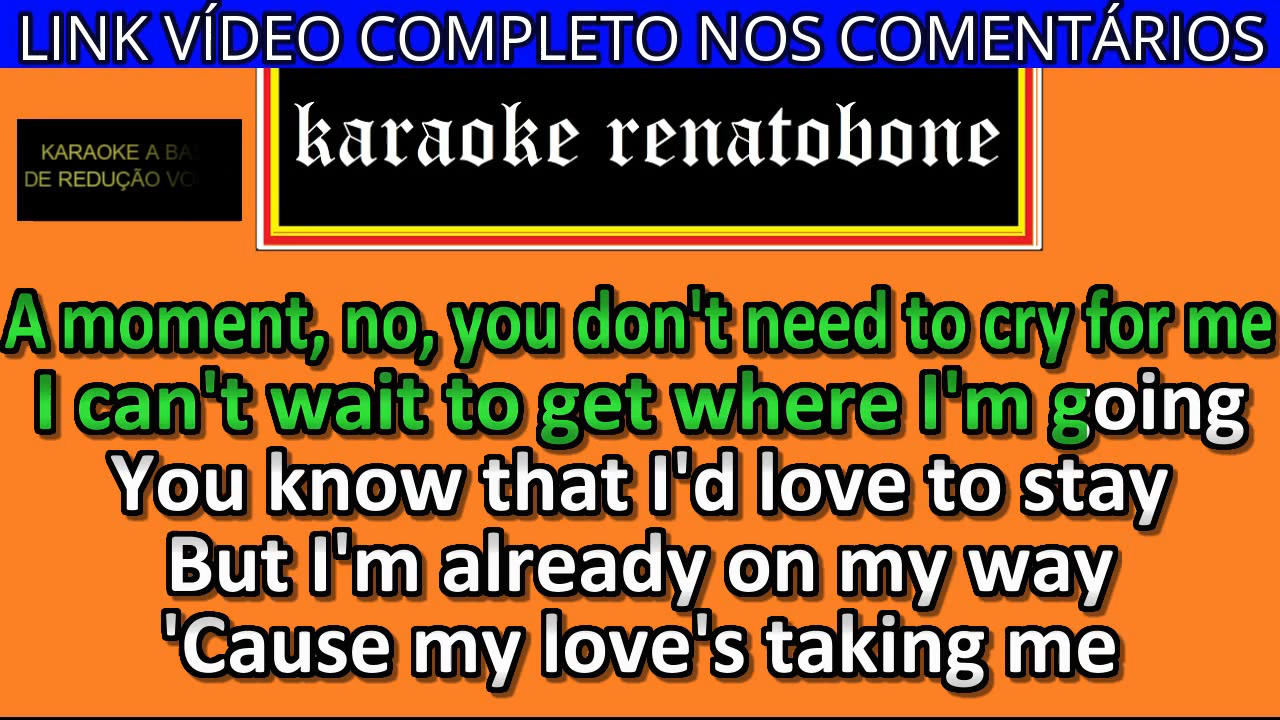 LINK VÍDEO COMPLETO NOS COMENTÁRIOS
karaoke renatobone
KARAOKE A
DE REDUÇÃO
A moment, no, you don't need to cry for me
I can't wait to get where I'm going
You know that I'd love to stay
But I'm already on my way
'Cause my love's taking me